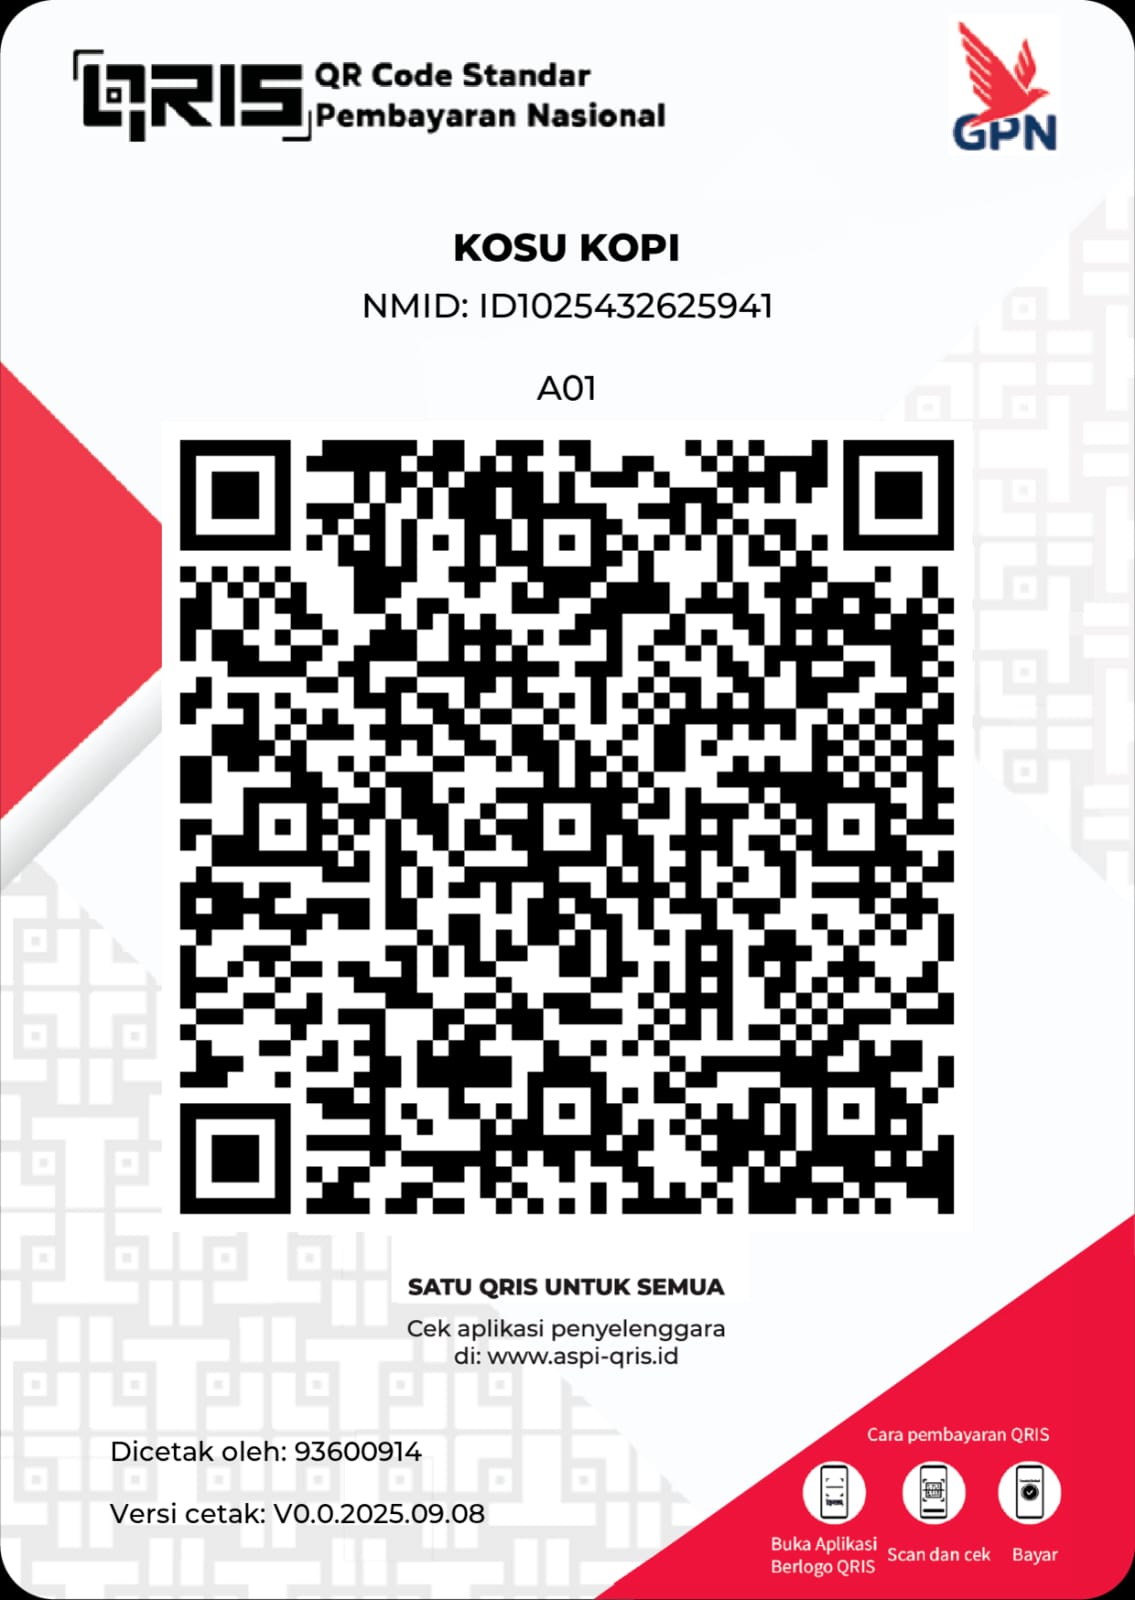 QRIS QR Code Standar
Pembayaran Nasional
GPN
KOSU KOPI
NMID: ID1025432625941
A01
SATU QRIS UNTUK SEMUA
Cek aplikasi penyelenggara
di: www.aspi-qris.id
Dicetak oleh: 93600914
Versi cetak: V0.0.2025.09.08
Cara pembayaran QRIS
Buka Aplikasi
Berlogo QRIS
Scan dan cek
Bayar